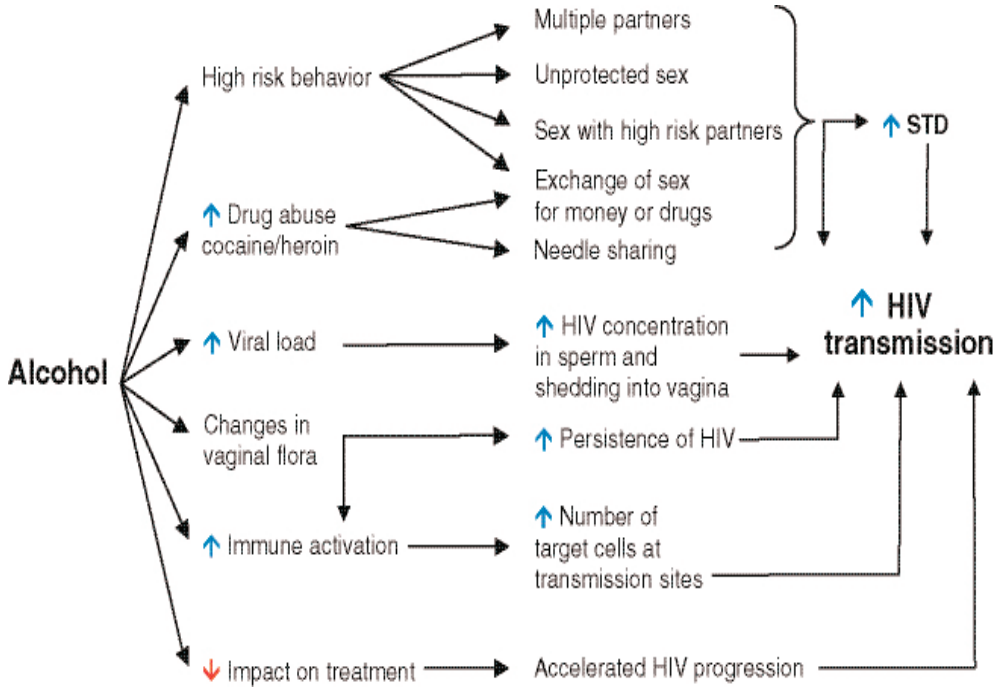 Alcohol
High risk behavior
↑ Drug abuse
cocaine/heroin
↑ Viral load
Changes in
vaginal flora
↑ Immune activation
↓ Impact on treatment
Multiple partners
Unprotected sex
Sex with high risk partners
Exchange of sex
for money or drugs
Needle sharing
↑ HIV concentration
in sperm and
shedding into vagina
↑ Persistence of HIV
↑ Number of
target cells at
transmission sites
Accelerated HIV progression
↑ STD
↑ HIV
transmission